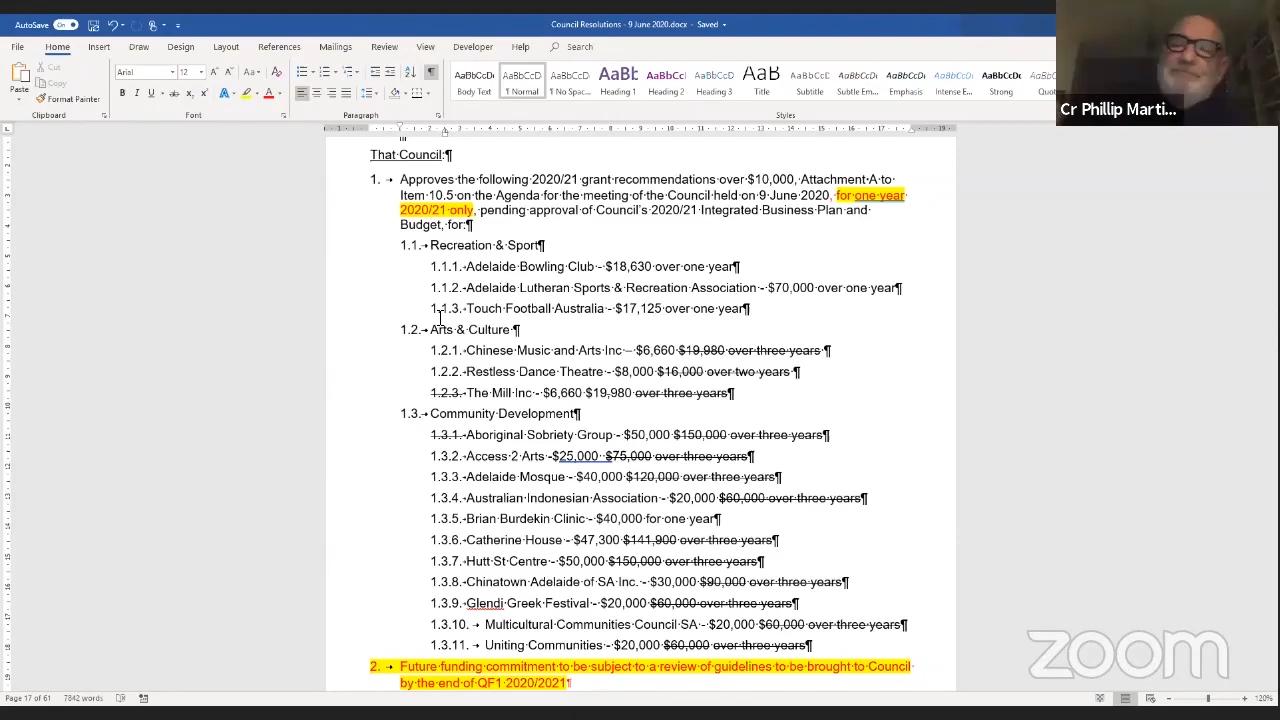 AutoSave On
Council Resolutions - 9 June 2020.docx - Saved
File Home Insert Draw Design Layout References Mailings Review View Developer Help Search
Paste
Cut
Copy
Format Painter
Arial 12
AaBbCcDc Body Text
AaBbCcD ¶ Normal
AaBbCcD ¶ No Spac...
AaBb Heading 1
AaBbCc Heading 2
AaBbCcD Heading 3
AaB Title
AaBbCcD Subtitle
AaBbCcD Subtle Em...
AaBbCcDc Emphasis
AaBbCcD Intense E...
AaBbCcD Strong
Clipboard Font Paragraph Styles
Cr Phillip Marti...
That Council:¶
1. Approves the following 2020/21 grant recommendations over $10,000, Attachment A to
Item 10.5 on the Agenda for the meeting of the Council held on 9 June 2020, for one year
2020/21 only, pending approval of Council's 2020/21 Integrated Business Plan and
Budget, for:¶
1.1. Recreation & Sport¶
1.1.1. Adelaide Bowling Club - $18,630 over one year¶
1.1.2. Adelaide Lutheran Sports & Recreation Association - $70,000 over one year¶
1.1.3. Touch Football Australia - $17,125 over one year¶
1.2. Arts & Culture ¶
1.2.1. Chinese Music and Arts Inc – $6,660 $19,980 over three years ¶
1.2.2. Restless Dance Theatre - $8,000 $16,000 over two years ¶
1.2.3. The Mill Inc - $6,660 $19,980 over three years¶
1.3. Community Development¶
1.3.1. Aboriginal Sobriety Group - $50,000 $150,000 over three years¶
1.3.2. Access 2 Arts -$25,000 $75,000 over three years¶
1.3.3. Adelaide Mosque - $40,000 $120,000 over three years¶
1.3.4. Australian Indonesian Association - $20,000 $60,000 over three years¶
1.3.5. Brian Burdekin Clinic - $40,000 for one year¶
1.3.6. Catherine House - $47,300 $141,900 over three years¶
1.3.7. Hutt St Centre - $50,000 $150,000 over three years¶
1.3.8. Chinatown Adelaide of SA Inc. - $30,000 $90,000 over three years¶
1.3.9. Glendi Greek Festival - $20,000 $60,000 over three years¶
1.3.10. Multicultural Communities Council SA - $20,000 $60,000 over three years¶
1.3.11. Uniting Communities - $20,000 $60,000 over three years¶
2. Future funding commitment to be subject to a review of guidelines to be brought to Council
by the end of QF1 2020/2021¶
zoom
Page 17 of 61 7842 words
120%